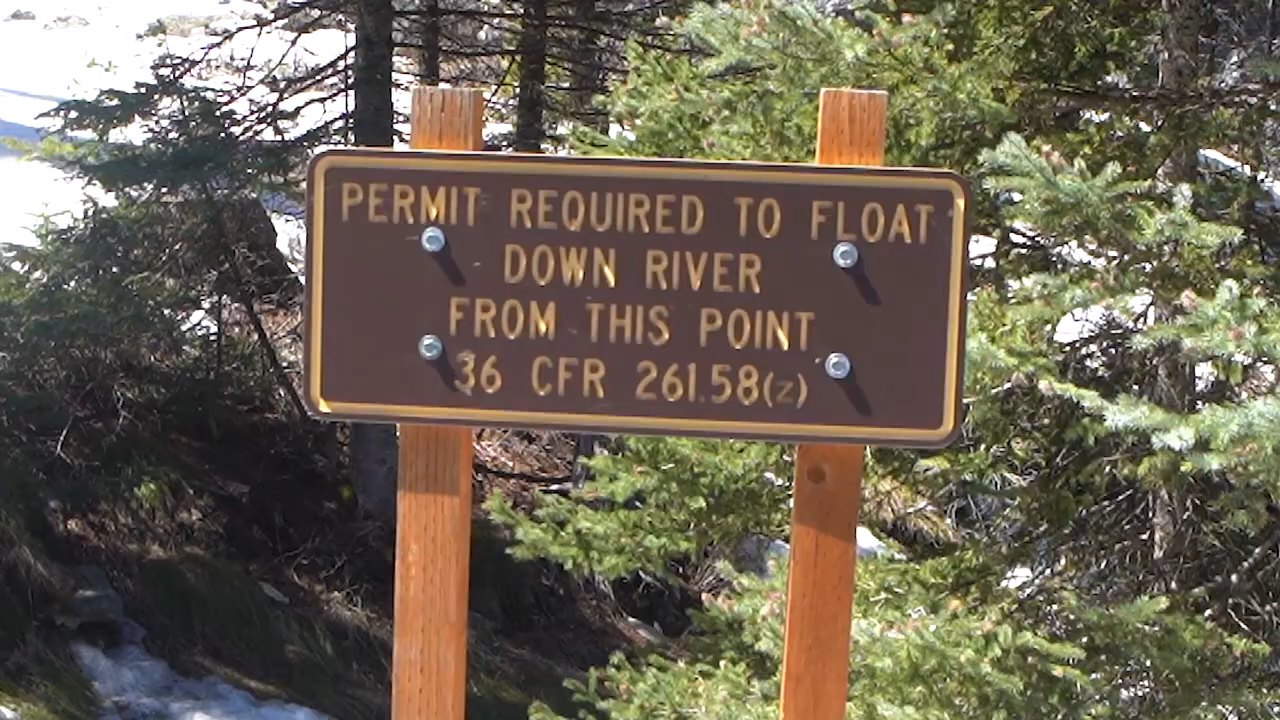 PERMIT REQUIRED TO FLOAT
DOWN RIVER
FROM THIS POINT
36 CFR 261.58(z)